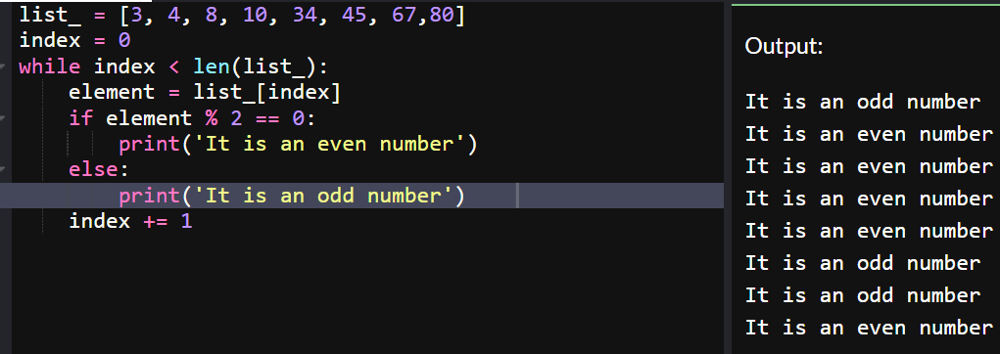 list_ = [3, 4, 8, 10, 34, 45, 67,80]
index = 0
while index < len(list_):
    element = list_[index]
    if element % 2 == 0:
        print('It is an even number')
    else:
        print('It is an odd number')
    index += 1
Output:
It is an odd number
It is an even number
It is an even number
It is an even number
It is an even number
It is an odd number
It is an odd number
It is an even number